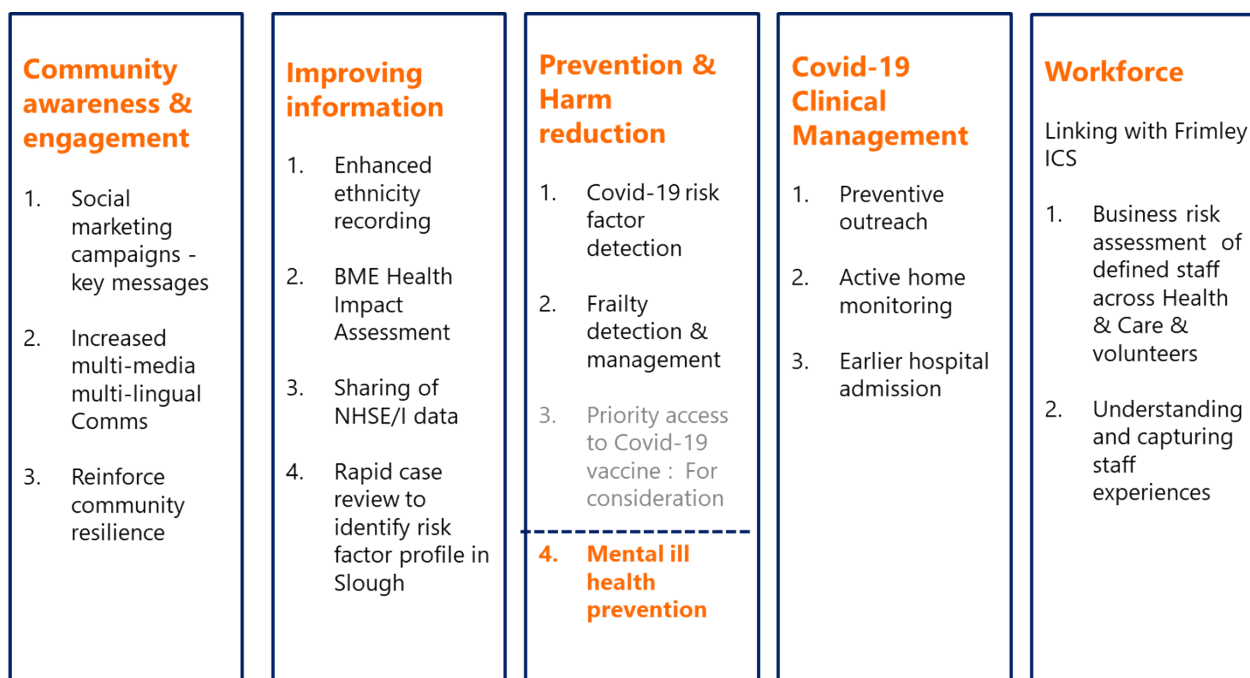 Community
awareness &
engagement
1. Social
marketing
campaigns -
key messages
2. Increased
multi-media
multi-lingual
Comms
3. Reinforce
community
resilience
Improving
information
1. Enhanced
ethnicity
recording
2. BME Health
Impact
Assessment
3. Sharing of
NHSE/I data
4. Rapid case
review to
identify risk
factor profile in
Slough
Prevention &
Harm
reduction
1. Covid-19 risk
factor
detection
2. Frailty
detection &
management
3. Priority access
to Covid-19
vaccine : For
consideration
4. Mental ill
health
prevention
Covid-19
Clinical
Management
1. Preventive
outreach
2. Active home
monitoring
3. Earlier hospital
admission
Workforce
Linking with Frimley
ICS
1. Business risk
assessment of
defined staff
across Health
& Care &
volunteers
2. Understanding
and capturing
staff
experiences